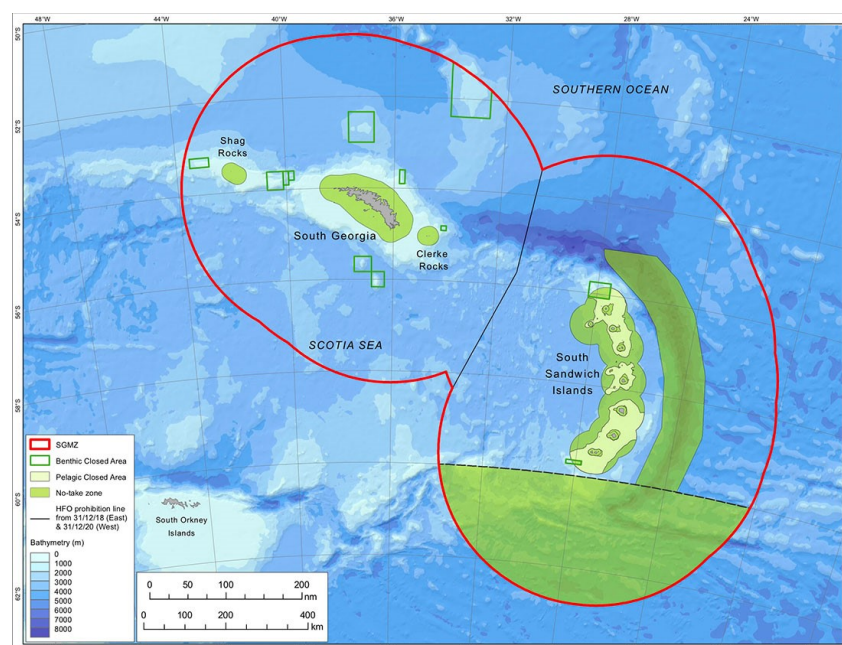 48°W
44°W
40°W
36°W
32°W
28°W
24°W
50°S
52°S
54°S
56°S
58°S
60°S
62°S
SOUTHERN OCEAN
Shag
Rocks
South Georgia
Clerke
Rocks
SCOTIA SEA
South
Sandwich
Islands
SGMZ
Benthic Closed Area
Pelagic Closed Area
No-take zone
HFO prohibition line
from 31/12/18 (East)
& 31/12/20 (West)
Bathymetry (m)
0
1000
2000
3000
4000
5000
6000
7000
8000
South Orkney
Islands
0 50 100 200
nm
0 100 200 300 400
km